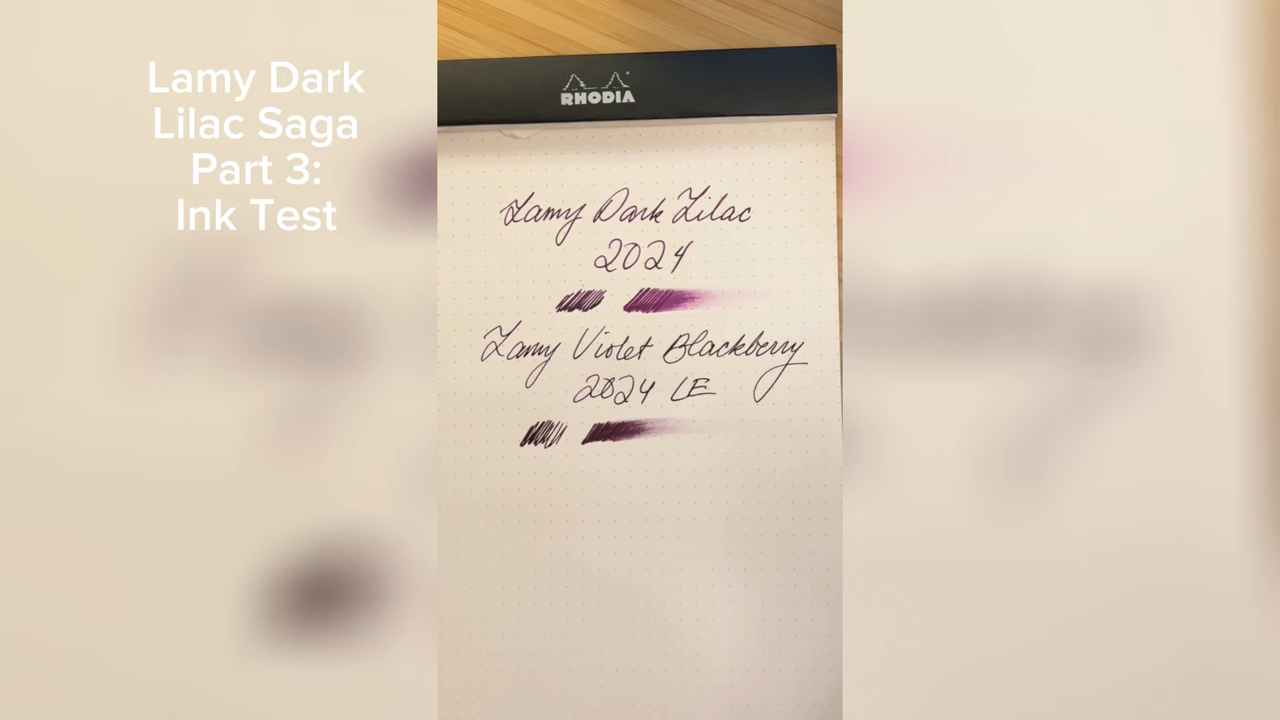 Lamy Dark
Lilac Saga
Part 3:
Ink Test
RHODIA
Lamy Dark Lilac
2024
Lamy Violet Blackberry
2024 LE